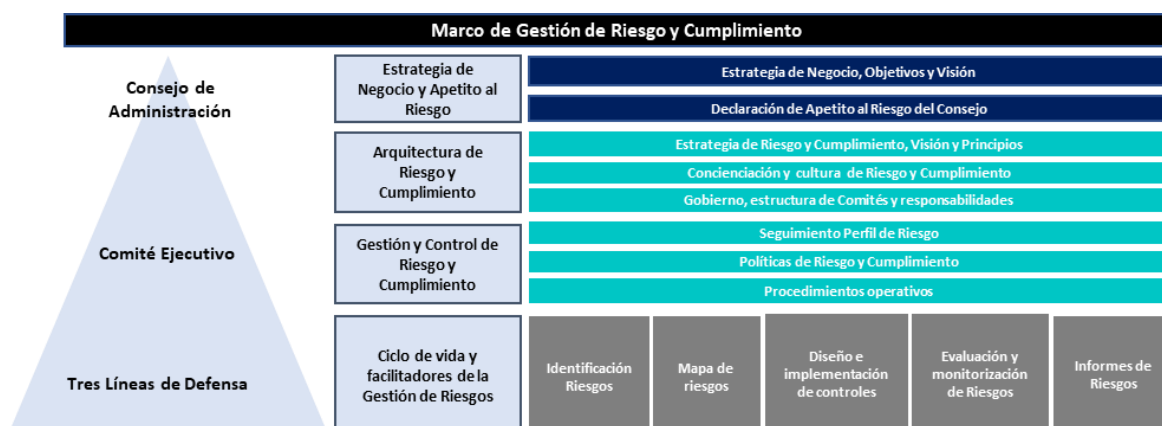 Marco de Gestión de Riesgo y Cumplimiento
Consejo de
Administración
Estrategia de
Negocio y Apetito al
Riesgo
Estrategia de Negocio, Objetivos y Visión
Declaración de Apetito al Riesgo del Consejo
Arquitectura de
Riesgo y
Cumplimiento
Estrategia de Riesgo y Cumplimiento, Visión y Principios
Concienciación y cultura de Riesgo y Cumplimiento
Gobierno, estructura de Comités y responsabilidades
Comité Ejecutivo
Gestión y Control de
Riesgo y
Cumplimiento
Seguimiento Perfil de Riesgo
Políticas de Riesgo y Cumplimiento
Procedimientos operativos
Tres Líneas de Defensa
Ciclo de vida y
facilitadores de la
Gestión de Riesgos
Identificación
Riesgos
Mapa de
riesgos
Diseño e
implementación
de controles
Evaluación y
monitorización
de Riesgos
Informes de
Riesgos